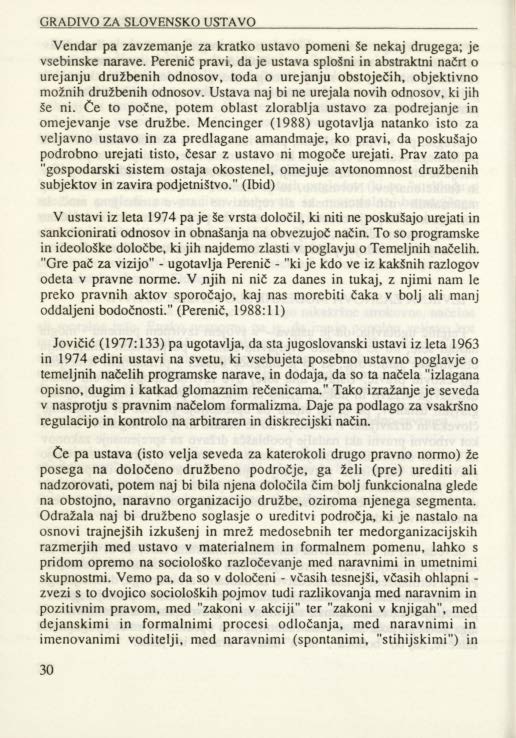 GRADIVO ZA SLOVENSKO USTAVO
Vendar pa zavzemanje za kratko ustavo pomeni še nekaj drugega; je
vsebinske narave. Perenič pravi, da je ustava splošni in abstraktni načrt o
urejanju družbenih odnosov, toda o urejanju obstoječih, objektivno
možnih družbenih odnosov. Ustava naj bi ne urejala novih odnosov, ki jih
še ni. Če to počne, potem oblast zlorablja ustavo za podrejanje in
omejevanje vse družbe. Mencinger (1988) ugotavlja natanko isto za
veljavno ustavo in za predlagane amandmaje, ko pravi, da poskušajo
podrobno urejati tisto, česar z ustavo ni mogoče urejati. Prav zato pa
"gospodarski sistem ostaja okostenel, omejuje avtonomnost družbenih
subjektov in zavira podjetništvo." (Ibid)
V ustavi iz leta 1974 pa je še vrsta določil, ki niti ne poskušajo urejati in
sankcionirati odnosov in obnašanja na obvezujoč način. To so programske
in ideološke določbe, ki jih najdemo zlasti v poglavju o Temeljnih načelih.
"Gre pač za vizijo" - ugotavlja Perenič - "ki je kdo ve iz kakšnih razlogov
odeta v pravne norme. V njih ni nič za danes in tukaj, z njimi nam le
preko pravnih aktov sporočajo, kaj nas morebiti čaka v bolj ali manj
oddaljeni bodočnosti." (Perenič, 1988:11)
Jovičić (1977:133) pa ugotavlja, da sta jugoslovanski ustavi iz leta 1963
in 1974 edini ustavi na svetu, ki vsebujeta posebno ustavno poglavje o
temeljnih načelih programske narave, in dodaja, da so ta načela "izlagana
opisno, dugim i katkad glomaznim rečenicama." Tako izražanje je seveda
v nasprotju s pravnim načelom formalizma. Daje pa podlago za vsakršno
regulacijo in kontrolo na arbitraren in diskrecijski način.
Če pa ustava (isto velja seveda za katerokoli drugo pravno normo) že
posega na določeno družbeno področje, ga želi (pre) urediti ali
nadzorovati, potem naj bi bila njena določila čim bolj funkcionalna glede
na obstojno, naravno organizacijo družbe, oziroma njenega segmenta.
Odražala naj bi družbeno soglasje o ureditvi področja, ki je nastalo na
osnovi trajnejših izkušenj in mrež medosebnih ter medorganizacijskih
razmerjih med ustavo v materialnem in formalnem pomenu, lahko s
pridom opremo na sociološko razločevanje med naravnimi in umetnimi
skupnostmi. Vemo pa, da so v določeni - včasih tesnejši, včasih ohlapni -
zvezi s to dvojico socioloških pojmov tudi razlikovanja med naravnim in
pozitivnim pravom, med "zakoni v akciji" ter "zakoni v knjigah", med
dejanskimi in formalnimi procesi odločanja, med naravnimi in
imenovanimi voditelji, med naravnimi (spontanimi, "stihijskimi") in
30